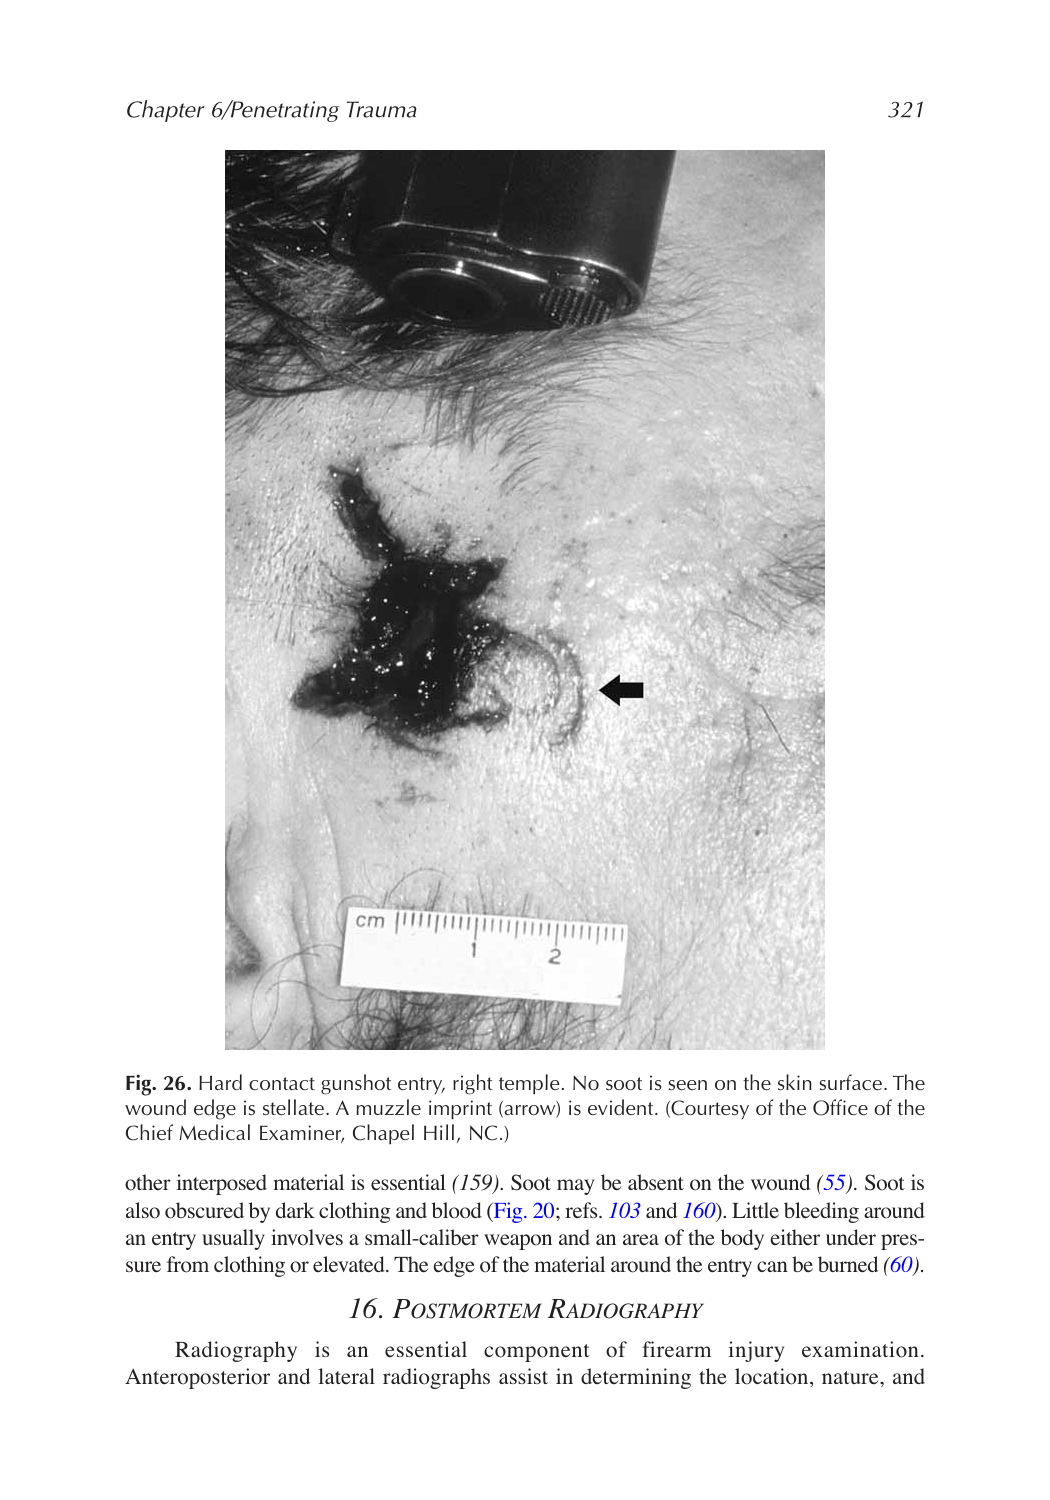 Chapter 6/Penetrating Trauma 321
cm
1 2
Fig. 26. Hard contact gunshot entry, right temple. No soot is seen on the skin surface. The
wound edge is stellate. A muzzle imprint (arrow) is evident. (Courtesy of the Office of the
Chief Medical Examiner, Chapel Hill, NC.)
other interposed material is essential (159). Soot may be absent on the wound (55). Soot is
also obscured by dark clothing and blood (Fig. 20; refs. 103 and 160). Little bleeding around
an entry usually involves a small-caliber weapon and an area of the body either under pres-
sure from clothing or elevated. The edge of the material around the entry can be burned (60).
16. POSTMORTEM RADIOGRAPHY
Radiography is an essential component of firearm injury examination.
Anteroposterior and lateral radiographs assist in determining the location, nature, and